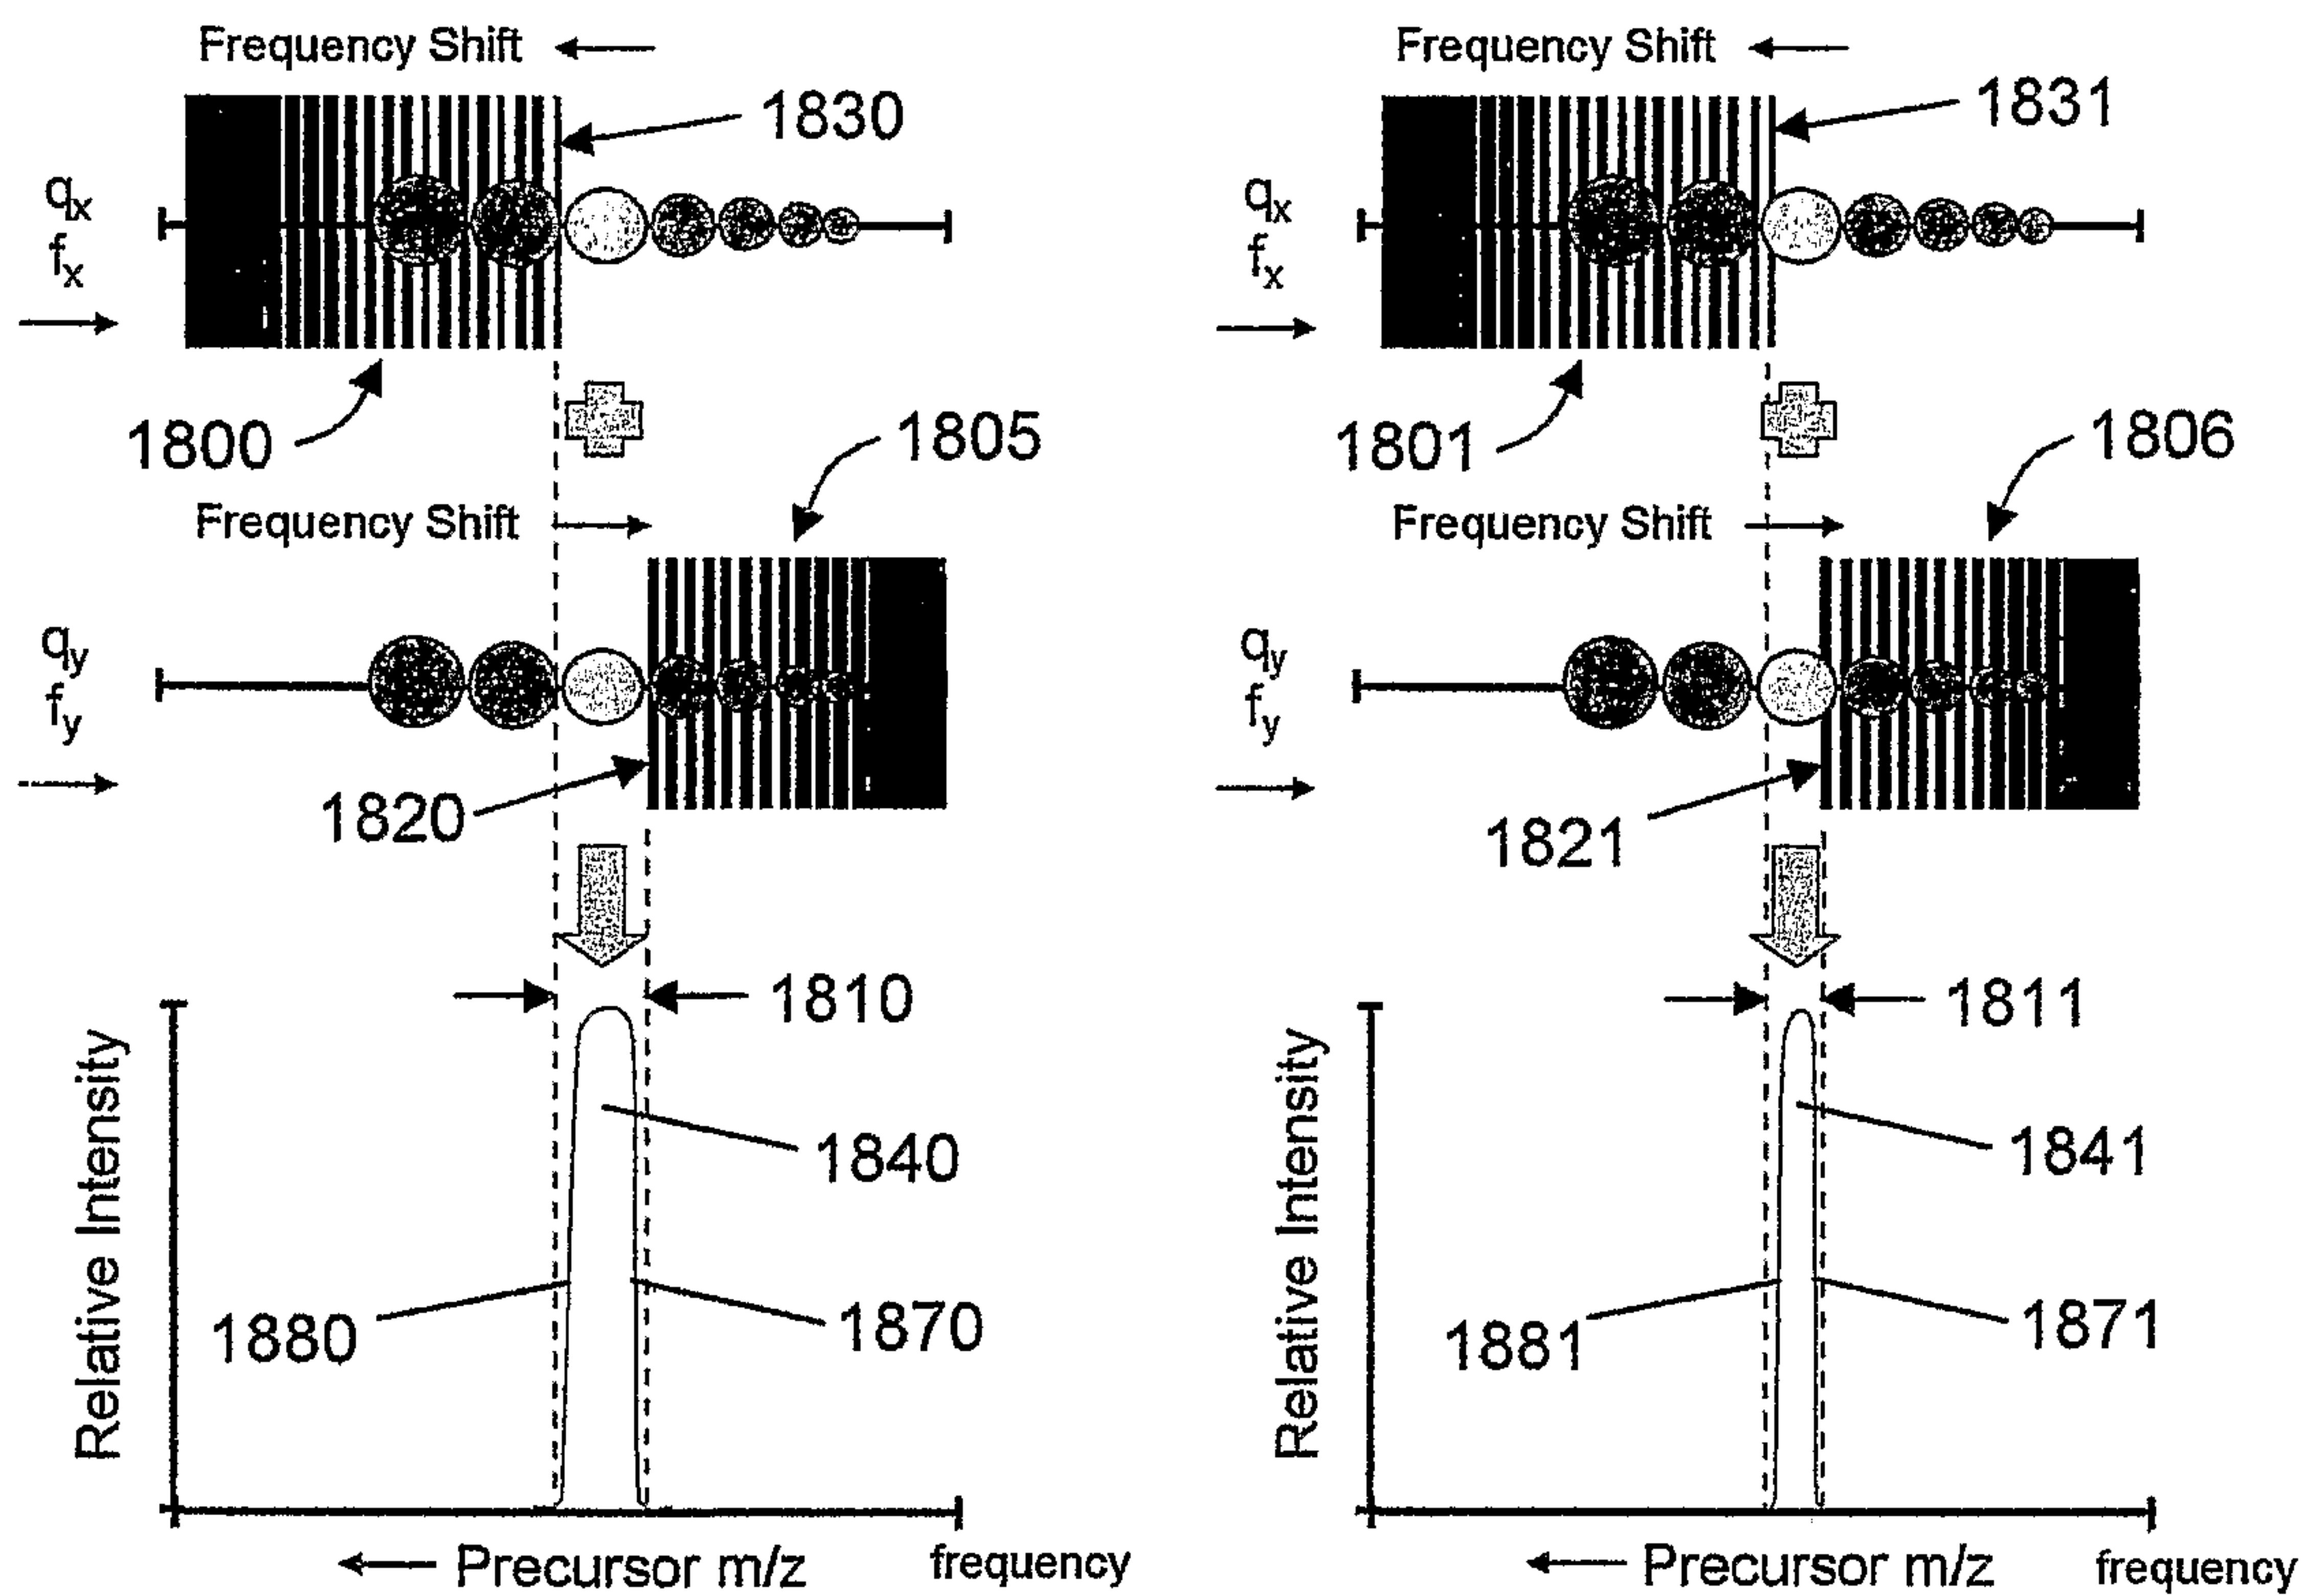 Frequency Shift
1830
qx
fx
1800
1805
Frequency Shift
qy
fy
1820
1810
Relative Intensity
1840
1880
1870
Precursor m/z
frequency
Frequency Shift
1831
qx
fx
1801
1806
Frequency Shift
qy
fy
1821
1811
Relative Intensity
1841
1881
1871
Precursor m/z
frequency